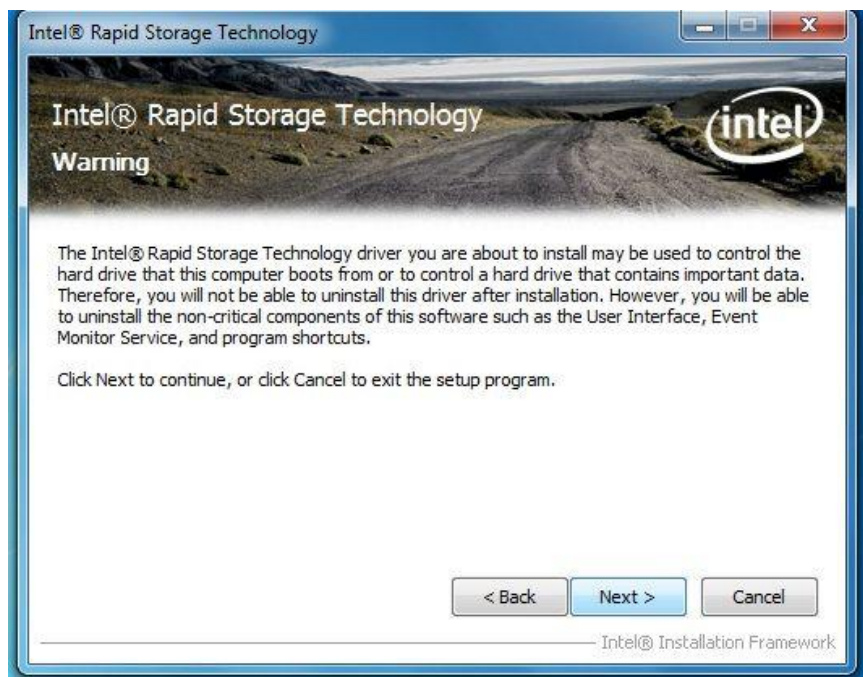 Intel® Rapid Storage Technology
Intel® Rapid Storage Technology
intel
Warning
The Intel® Rapid Storage Technology driver you are about to install may be used to control the
hard drive that this computer boots from or to control a hard drive that contains important data.
Therefore, you will not be able to uninstall this driver after installation. However, you will be able
to uninstall the non-critical components of this software such as the User Interface, Event
Monitor Service, and program shortcuts.
Click Next to continue, or click Cancel to exit the setup program.
< Back Next > Cancel
Intel® Installation Framework